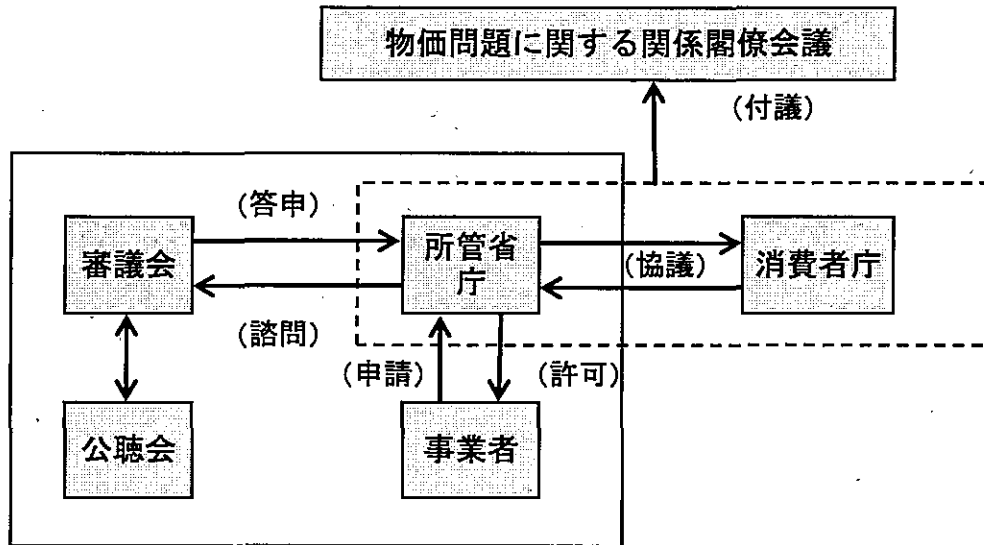 物価問題に関する関係閣僚会議
(付議)
(答申)
審議会
所管省
庁
(協議)
消費者庁
(諮問)
(申請)
(許可)
公聴会
事業者